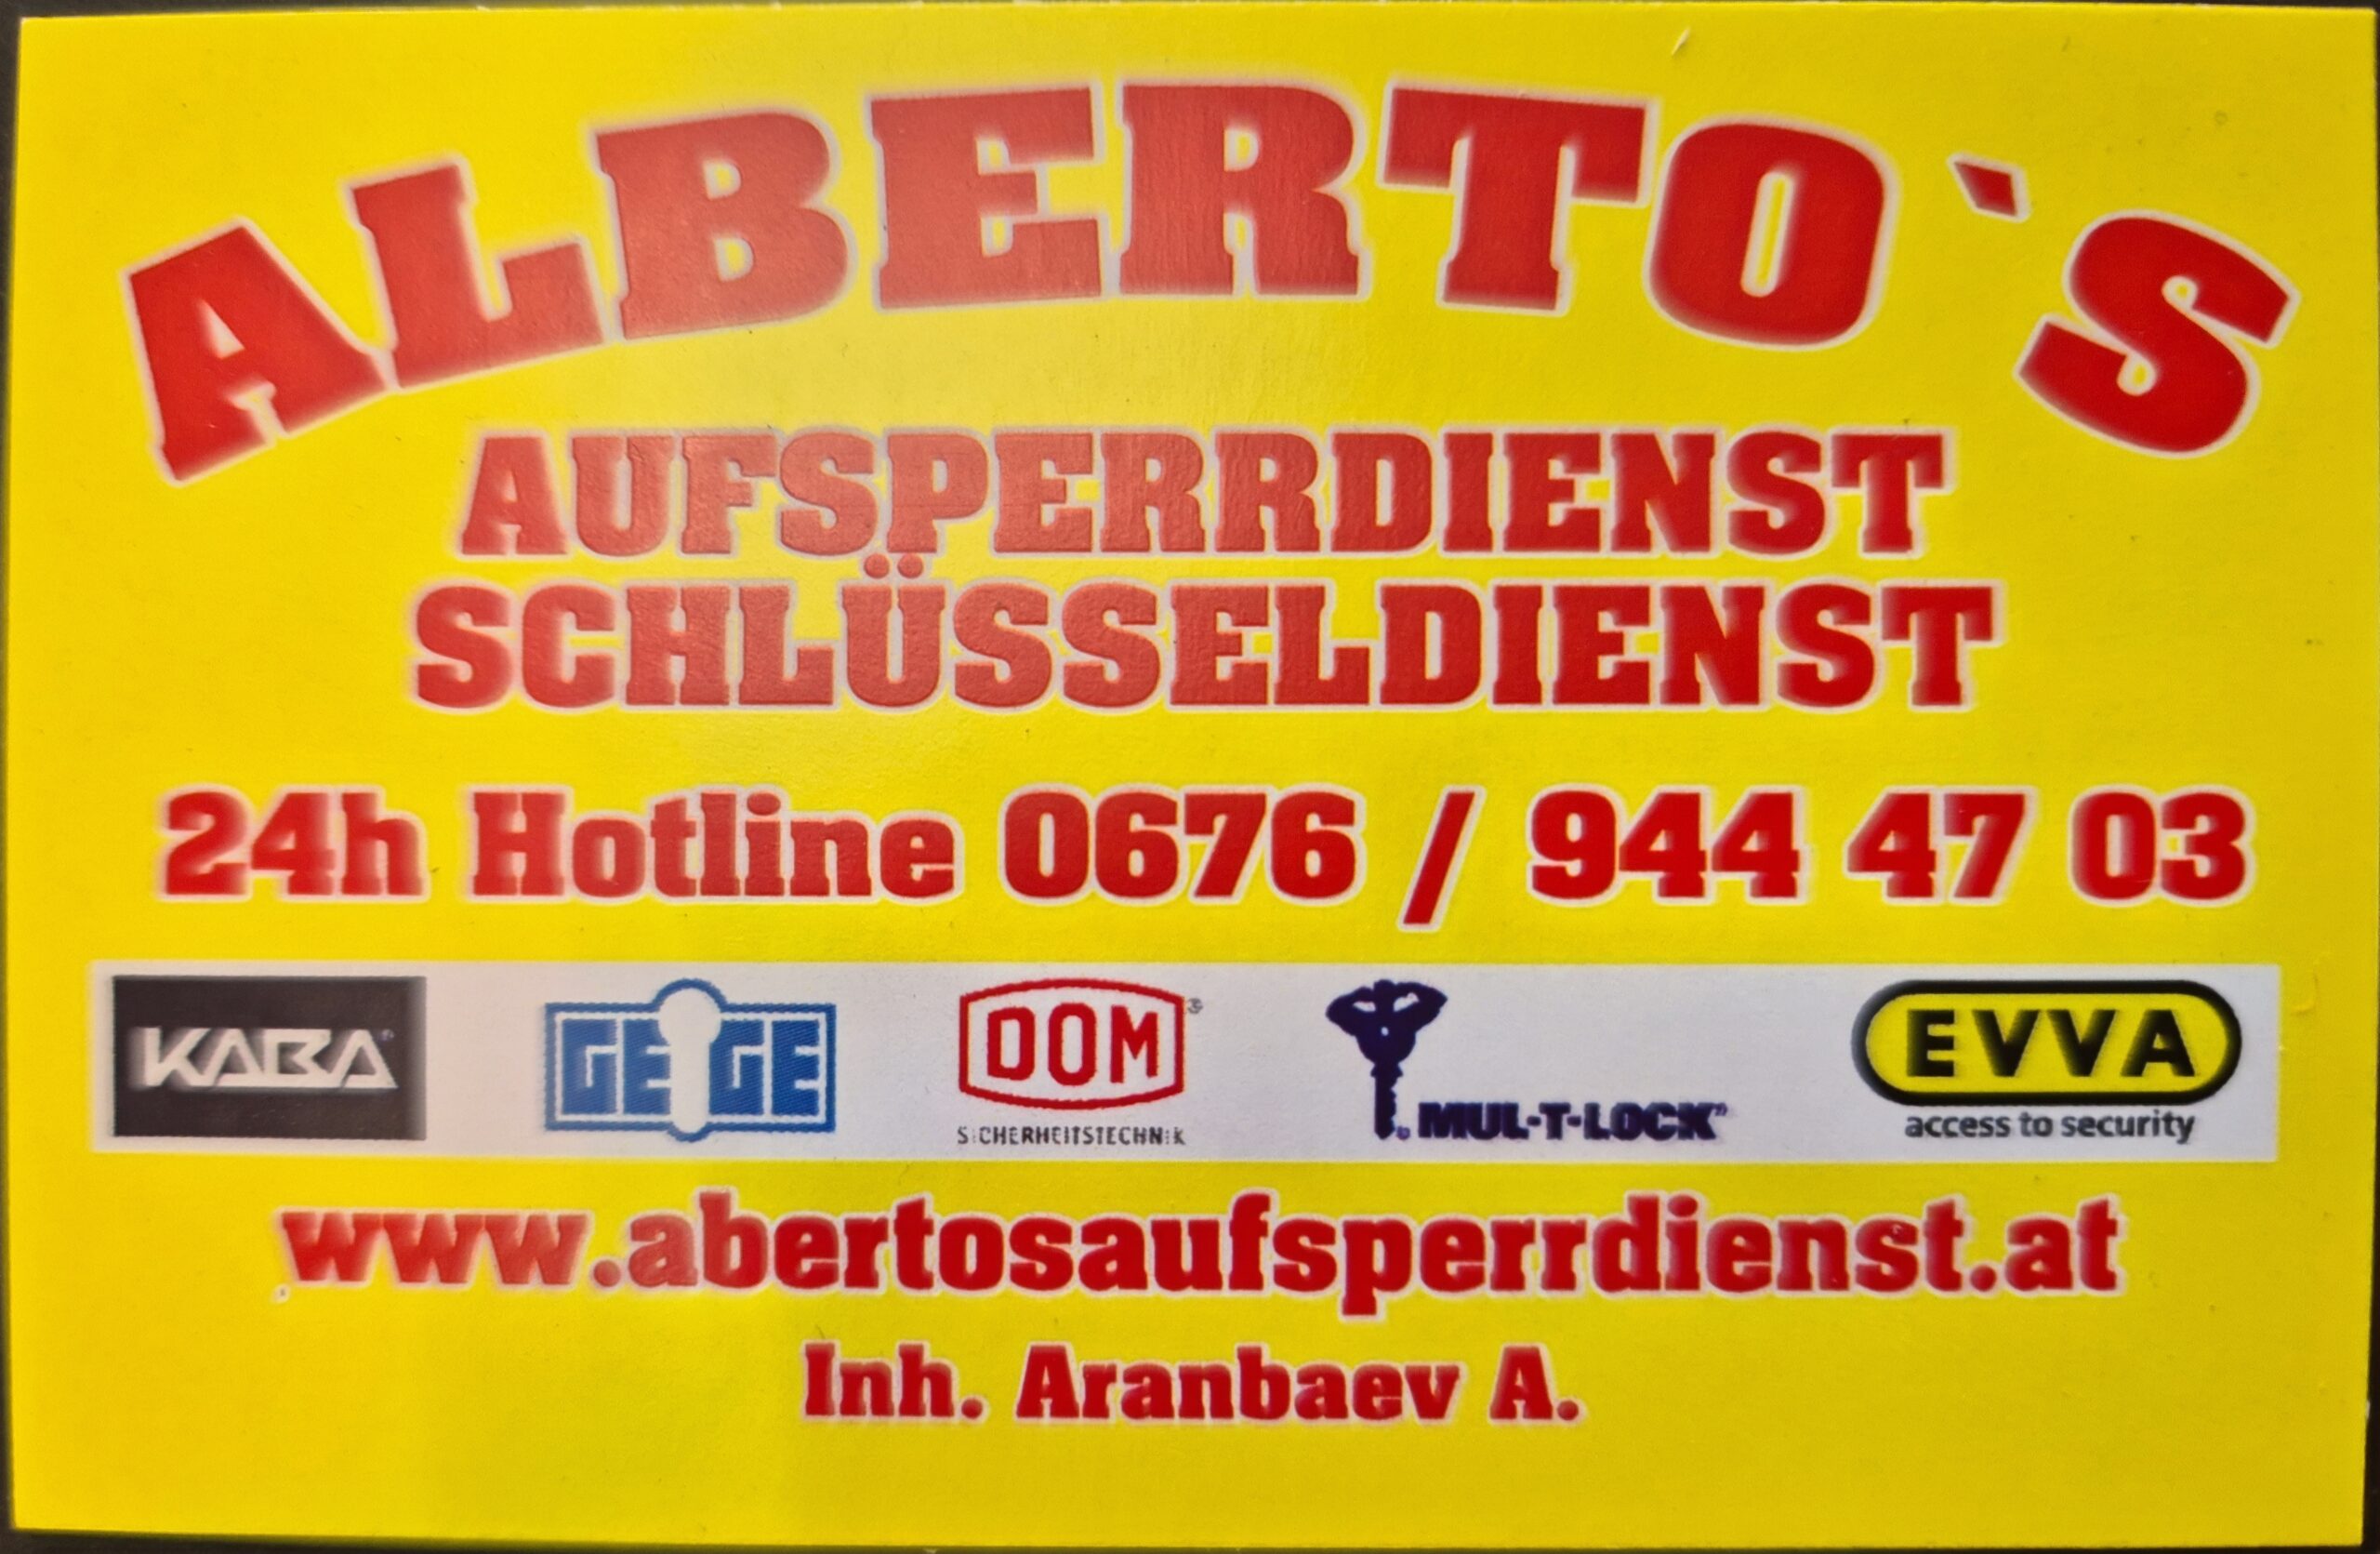 ALBERTO`S
AUFSPERRDIENST
SCHLÜSSELDIENST
24h Hotline 0676 / 944 47 03
KABA® GEGE DOM® MUL-T-LOCK® EVVA
SICHERHEITSTECHNIK access to security
www.abertosaufsperrdienst.at
Inh. Aranbaev A.